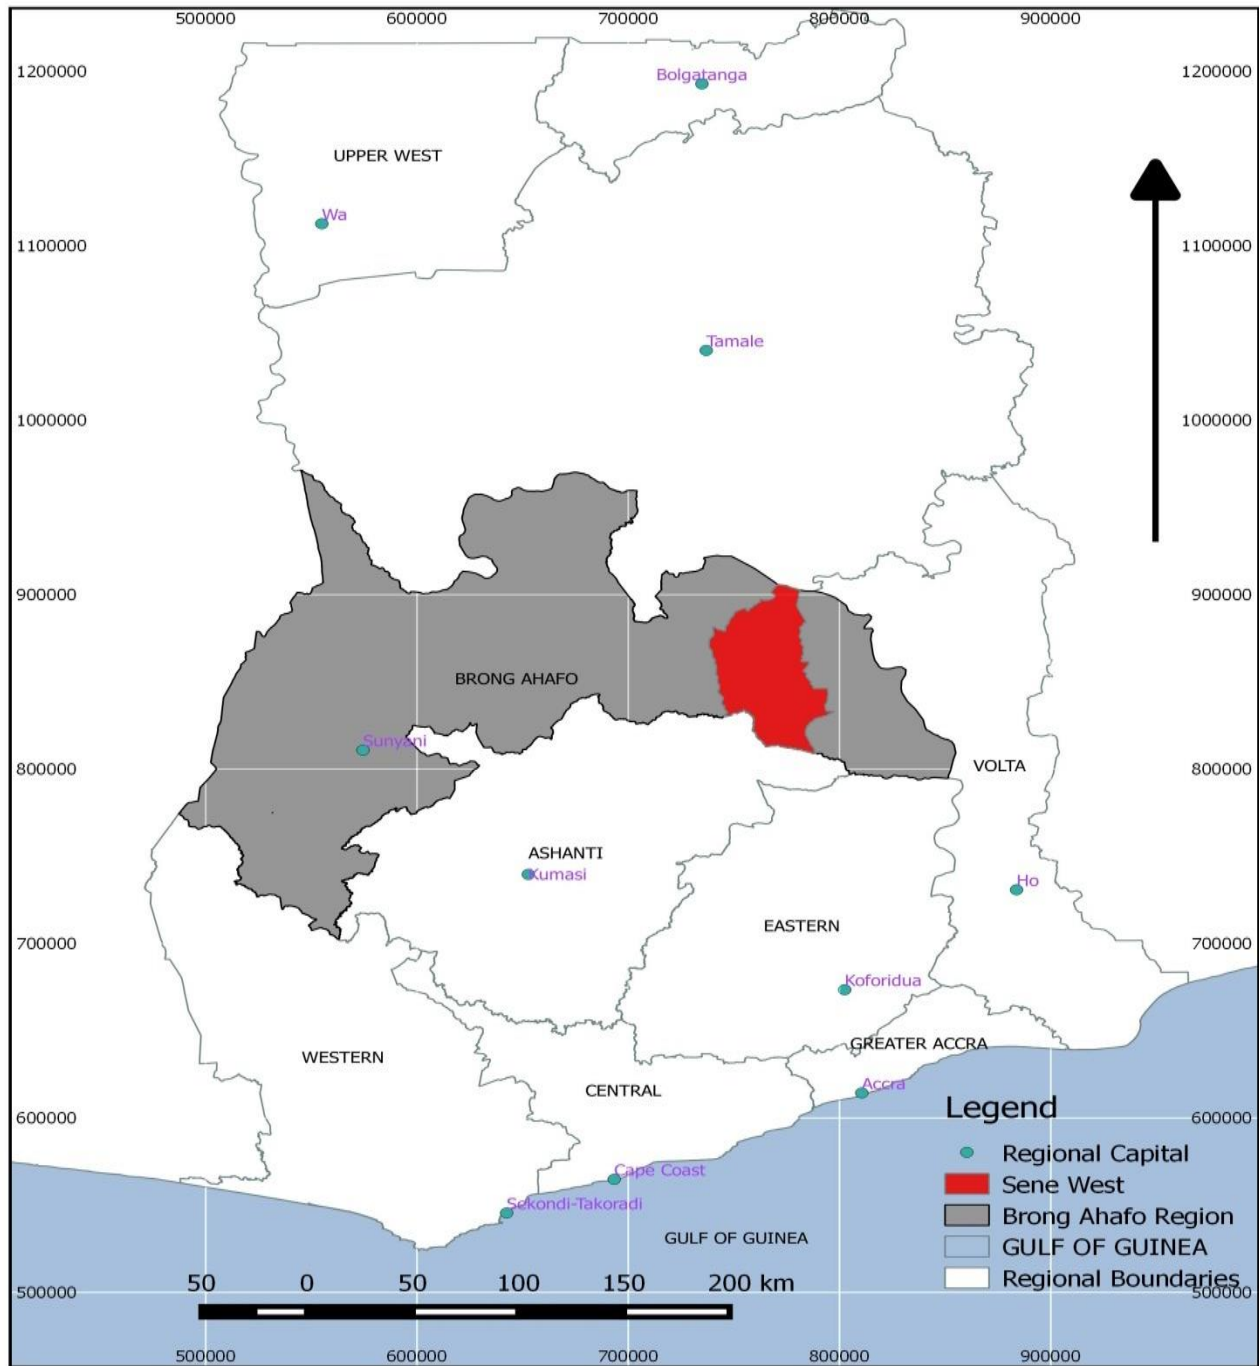 500000 600000 700000 800000 900000
1200000 Bolgatanga 1200000
UPPER WEST
Wa
1100000 1100000
Tamale
1000000 1000000
900000 900000
BRONG AHAFO
Sunyani
800000 VOLTA 800000
ASHANTI
Kumasi Ho
EASTERN
700000 700000
Koforidua
GREATER ACCRA
WESTERN
Accra
CENTRAL
Legend
600000 600000
Regional Capital
Cape Coast
Sene West
Sekondi-Takoradi
Brong Ahafo Region
GULF OF GUINEA
GULF OF GUINEA
Regional Boundaries
50 0 50 100 150 200 km
500000 500000
500000 600000 700000 800000 900000